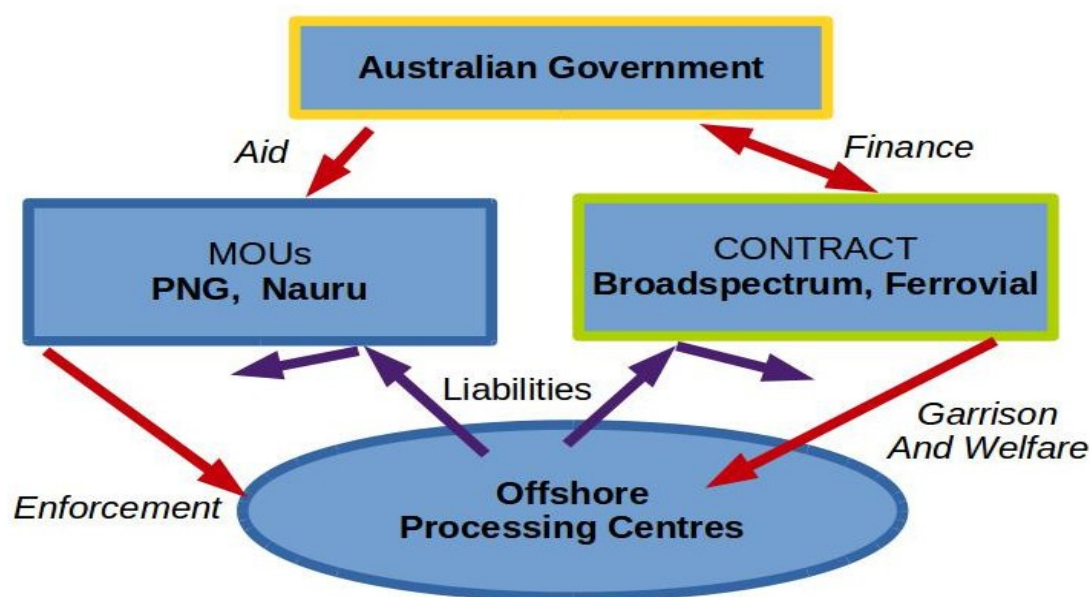 Australian Government
Aid
Finance
MOUs
PNG, Nauru
CONTRACT
Broadspectrum, Ferrovial
Liabilities
Garrison
And Welfare
Enforcement
Offshore
Processing Centres